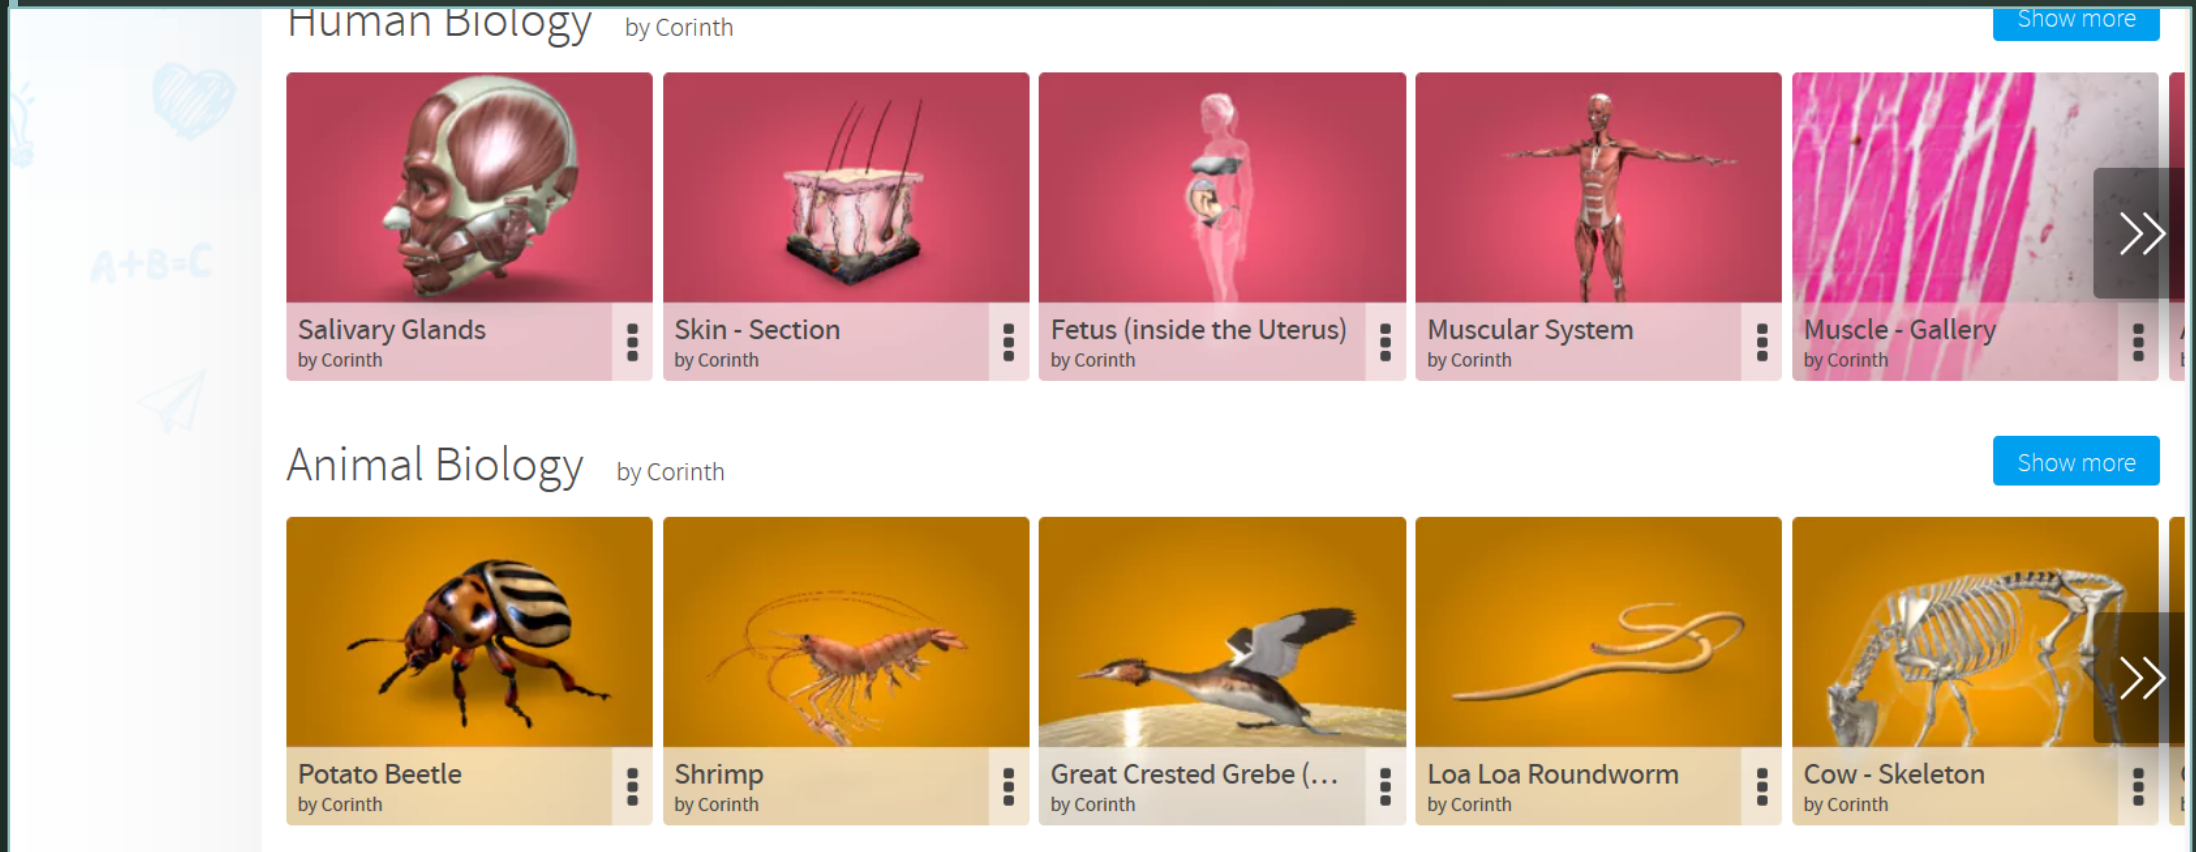 Human Biology by Corinth
Show more
Salivary Glands
by Corinth
Skin - Section
by Corinth
Fetus (inside the Uterus)
by Corinth
Muscular System
by Corinth
Muscle - Gallery
by Corinth
A+B=C
Animal Biology by Corinth
Show more
Potato Beetle
by Corinth
Shrimp
by Corinth
Great Crested Grebe (...
by Corinth
Loa Loa Roundworm
by Corinth
Cow - Skeleton
by Corinth